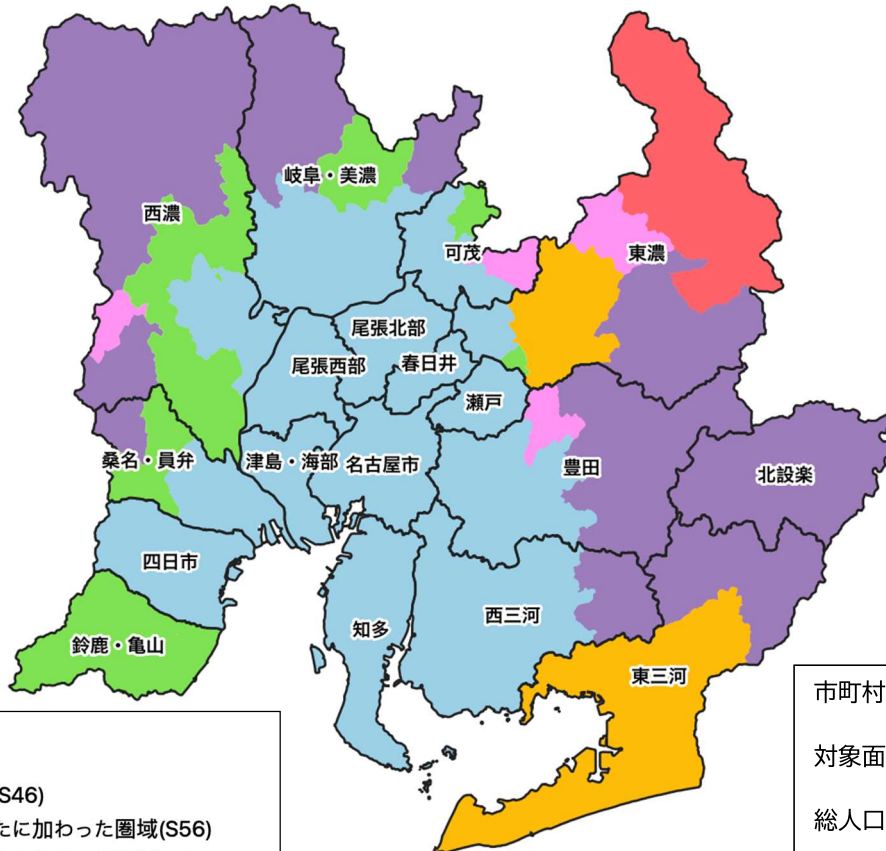 岐阜・美濃
西濃
可茂
東濃
尾張北部
尾張西部
春日井
瀬戸
桑名・員弁
津島・海部
名古屋市
豊田
北設楽
四日市
知多
西三河
鈴鹿・亀山
東三河
市町村
対象面
総人口
S46)
たに加わった圏域(S56)